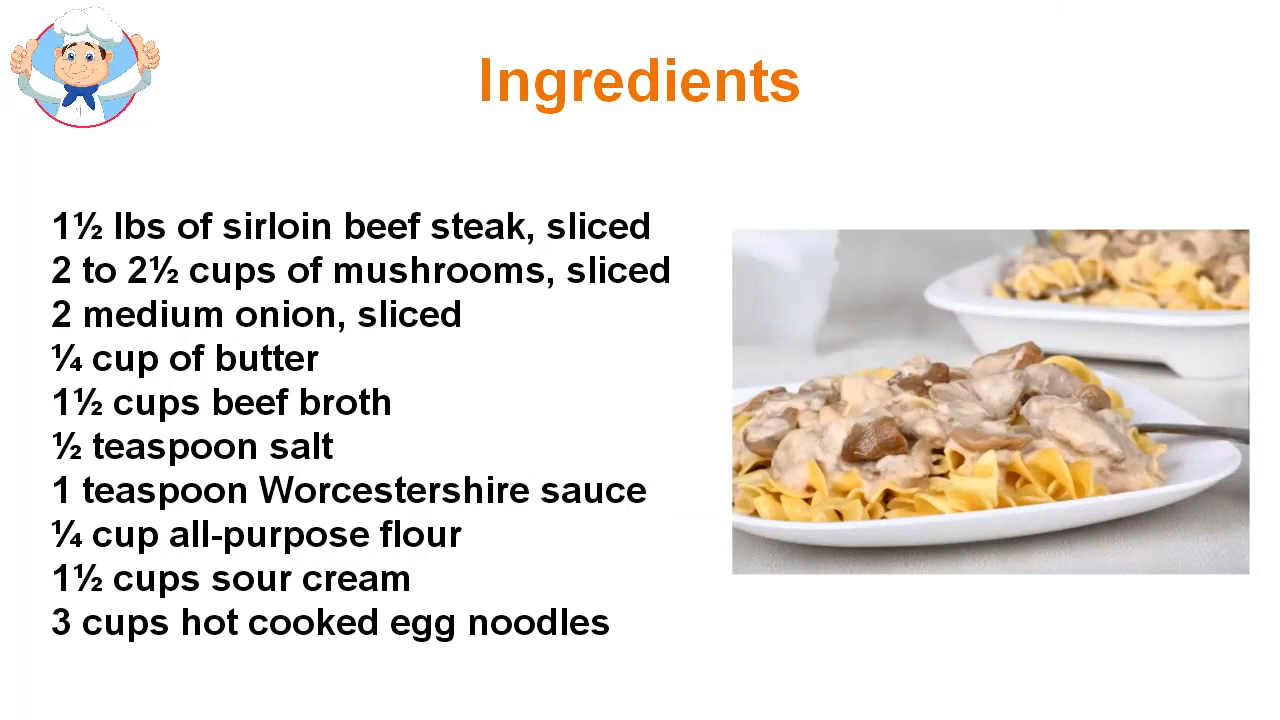 Ingredients
1½ lbs of sirloin beef steak, sliced
2 to 2½ cups of mushrooms, sliced
2 medium onion, sliced
¼ cup of butter
1½ cups beef broth
½ teaspoon salt
1 teaspoon Worcestershire sauce
¼ cup all-purpose flour
1½ cups sour cream
3 cups hot cooked egg noodles